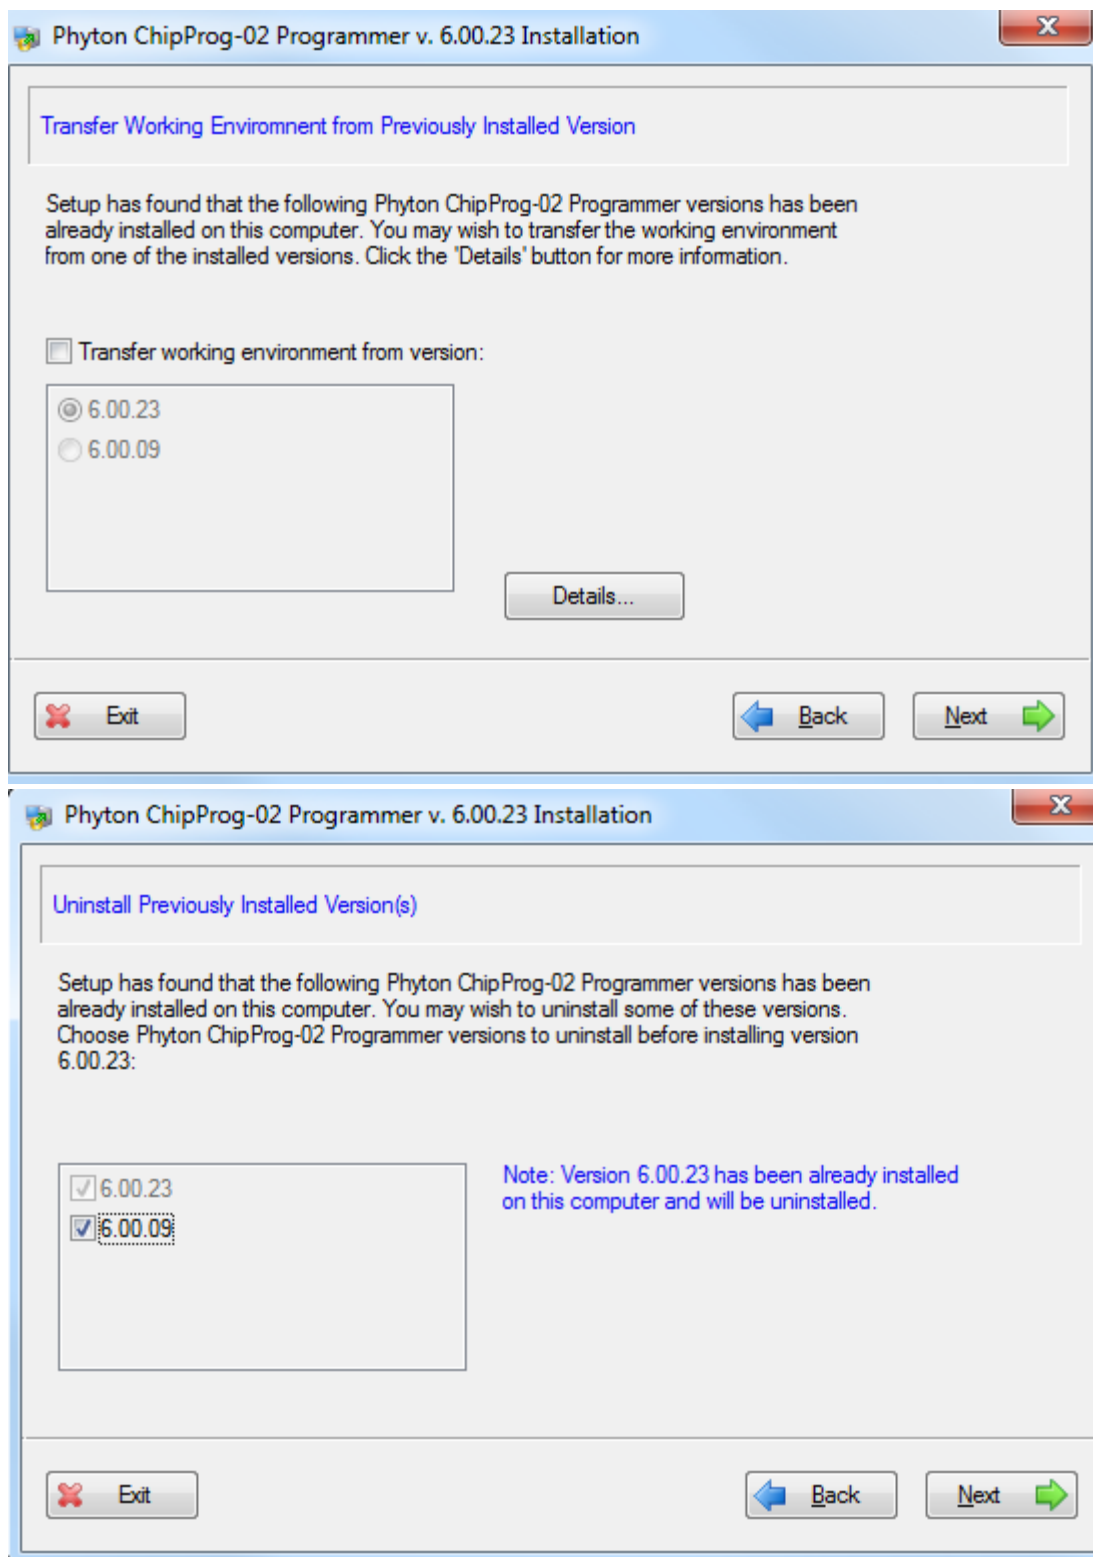 Phyton ChipProg-02 Programmer v. 6.00.23 Installation
Transfer Working Enviromnent from Previously Installed Version
Setup has found that the following Phyton ChipProg-02 Programmer versions has been
already installed on this computer. You may wish to transfer the working environment
from one of the installed versions. Click the 'Details' button for more information.
Transfer working environment from version:
6.00.23
6.00.09
Details...
Exit
Back
Next
Phyton ChipProg-02 Programmer v. 6.00.23 Installation
Uninstall Previously Installed Version(s)
Setup has found that the following Phyton ChipProg-02 Programmer versions has been
already installed on this computer. You may wish to uninstall some of these versions.
Choose Phyton ChipProg-02 Programmer versions to uninstall before installing version
6.00.23:
6.00.23
6.00.09
Note: Version 6.00.23 has been already installed
on this computer and will be uninstalled.
Exit
Back
Next